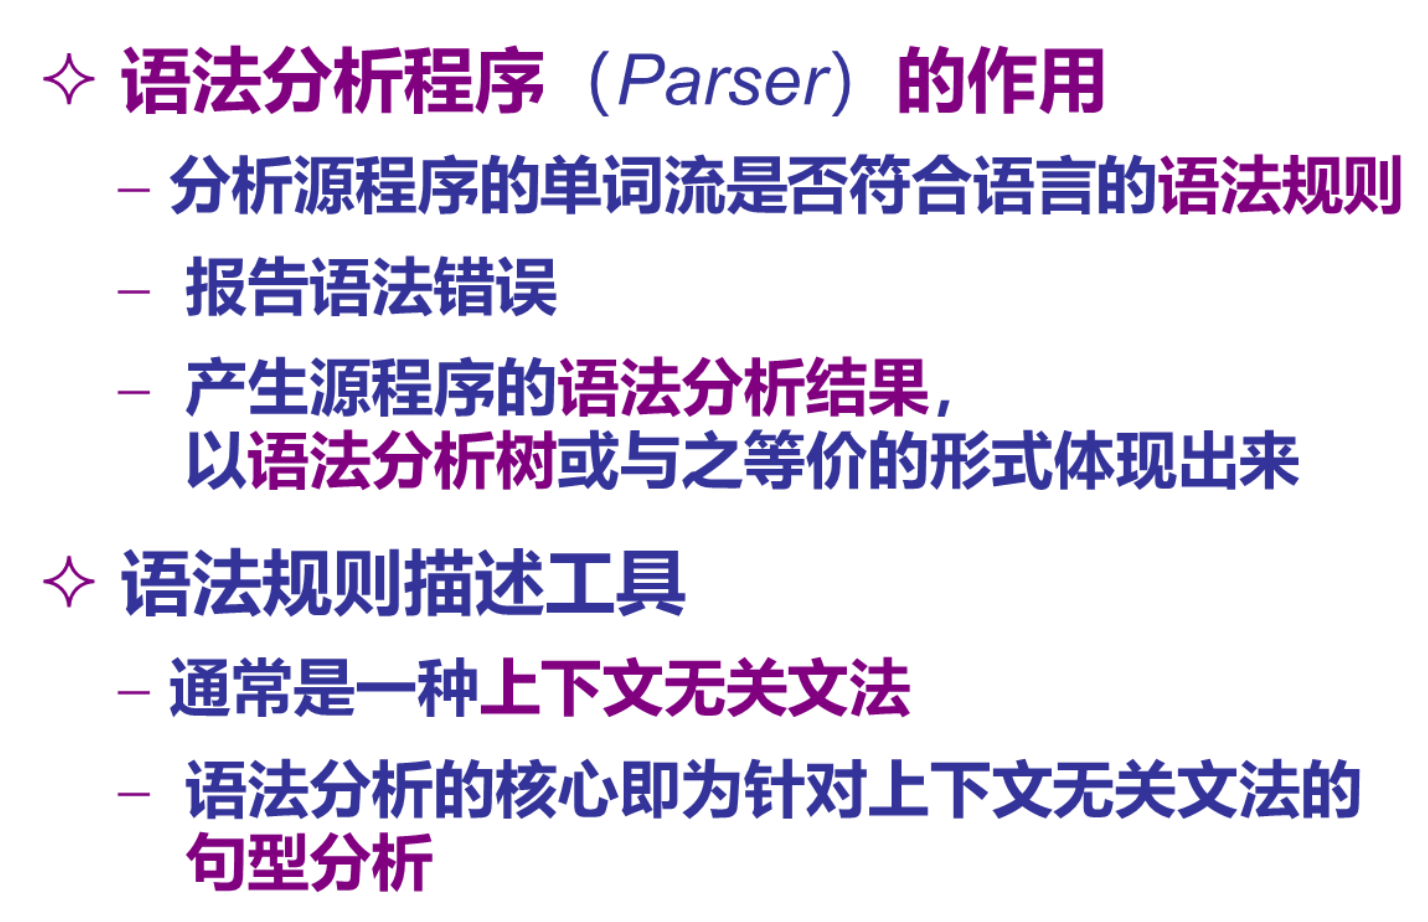 ✧ 语法分析程序（Parser）的作用
– 分析源程序的单词流是否符合语言的语法规则
– 报告语法错误
– 产生源程序的语法分析结果，
以语法分析树或与之等价的形式体现出来
✧ 语法规则描述工具
– 通常是一种上下文无关文法
– 语法分析的核心即为针对上下文无关文法的
句型分析